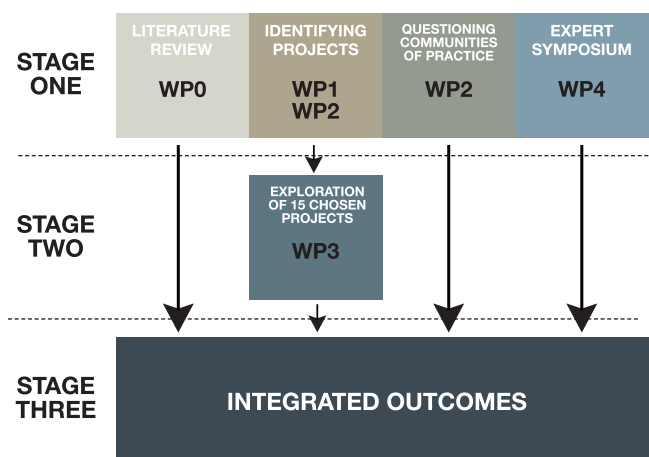 STAGE
ONE
LITERATURE
REVIEW
WP0
IDENTIFYING
PROJECTS
WP1
WP2
QUESTIONING
COMMUNITIES
OF PRACTICE
WP2
EXPERT
SYMPOSIUM
WP4
STAGE
TWO
EXPLORATION
OF 15 CHOSEN
PROJECTS
WP3
STAGE
THREE
INTEGRATED OUTCOMES